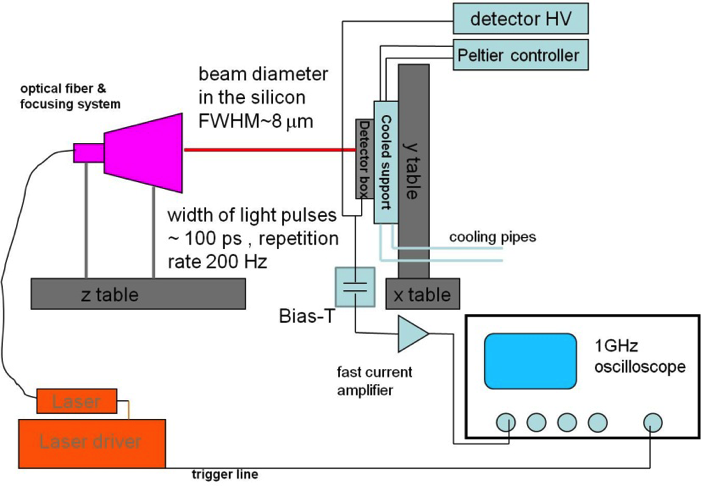 detector HV
Peltier controller
optical fiber &
focusing system
beam diameter
in the silicon
FWHM~8 μm
Detector box
Cooled support
y table
width of light pulses
~ 100 ps , repetition
rate 200 Hz
cooling pipes
z table
x table
Bias-T
fast current
amplifier
1GHz
oscilloscope
Laser
Laser driver
trigger line